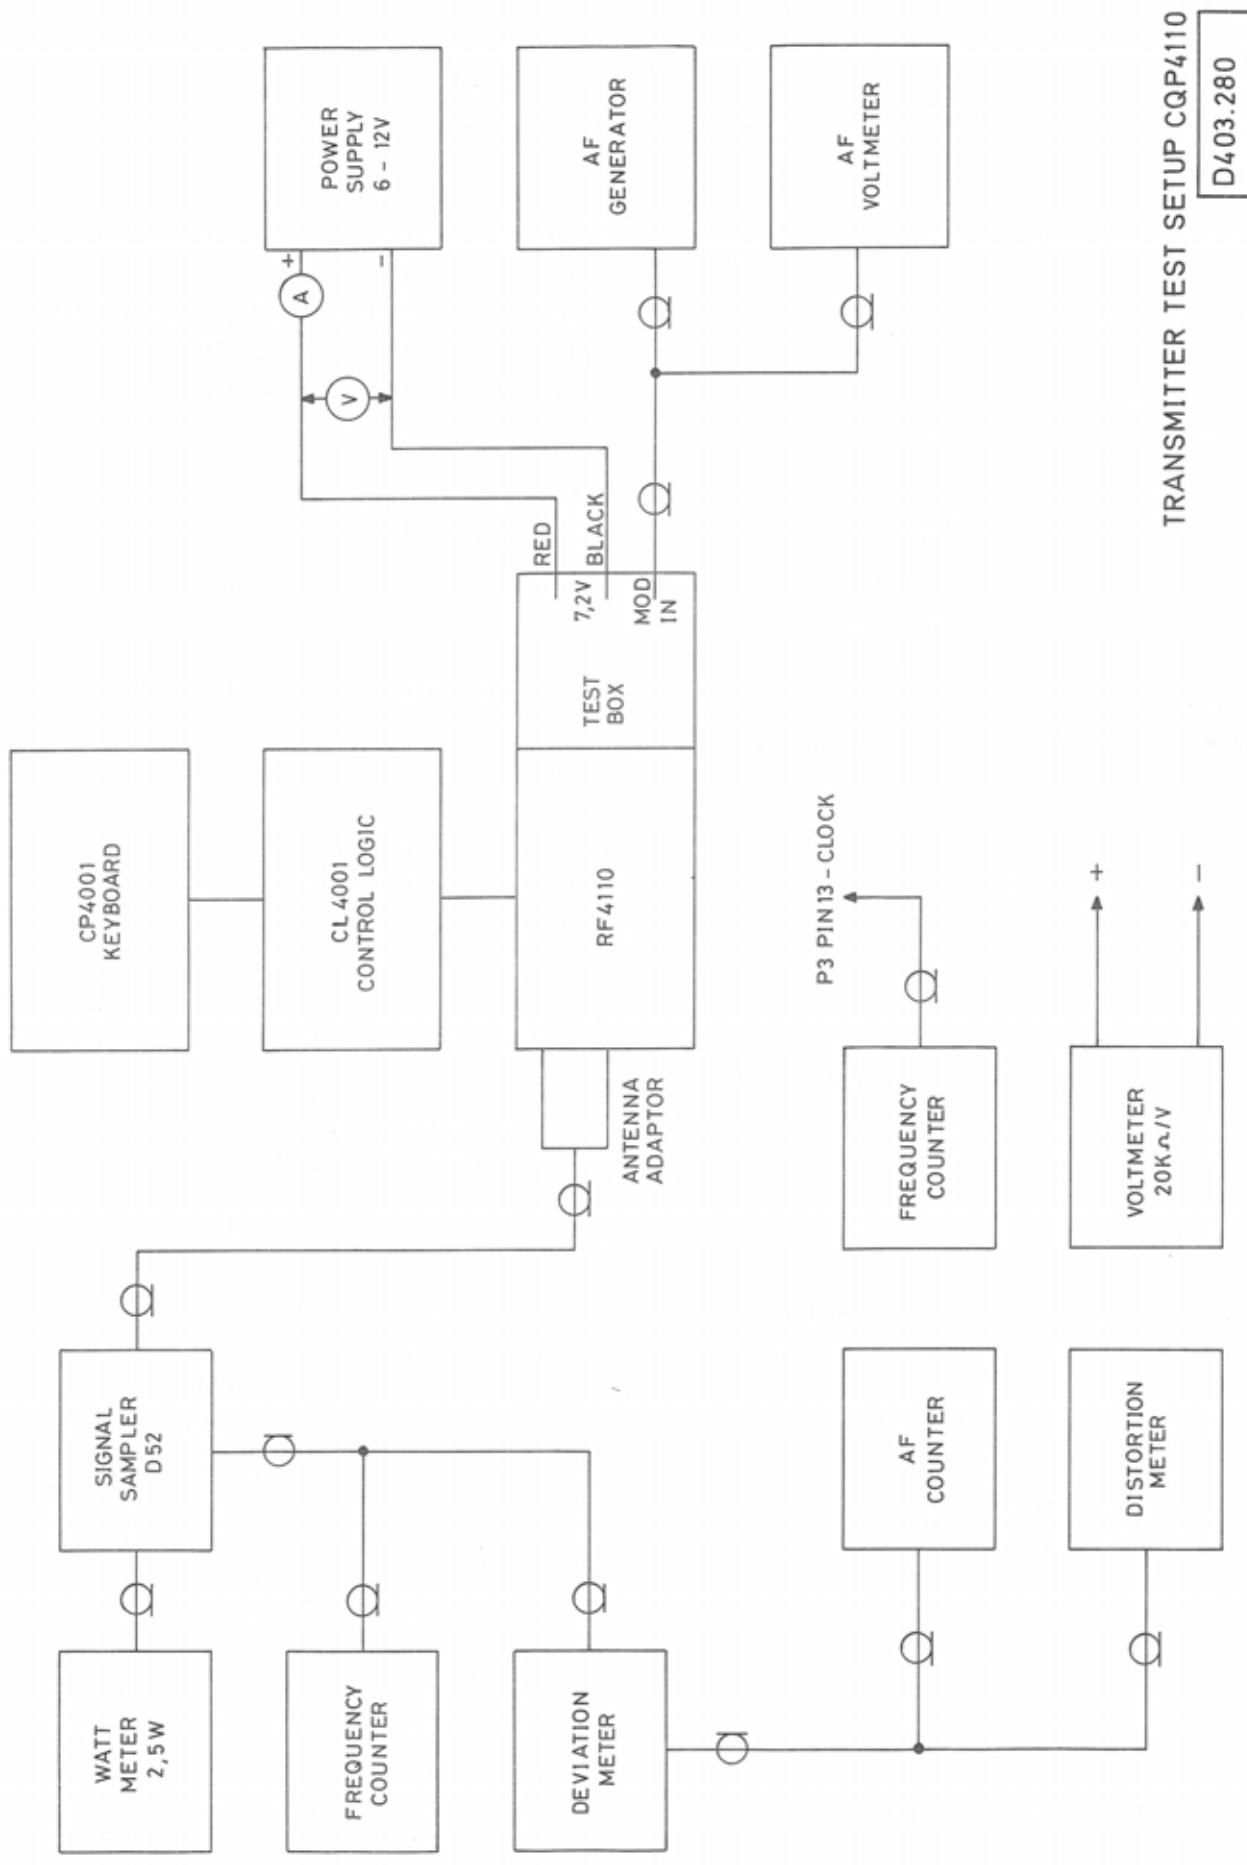 WATT
METER
2,5W
SIGNAL
SAMPLER
D52
CP4001
KEYBOARD
FREQUENCY
COUNTER
CL4001
CONTROL LOGIC
POWER
SUPPLY
6 - 12V
+
-
A
V
DEVIATION
METER
ANTENNA
ADAPTOR
RF4110
TEST
BOX
RED
7,2V
BLACK
MOD
IN
AF
GENERATOR
AF
VOLTMETER
P3 PIN13 - CLOCK
AF
COUNTER
FREQUENCY
COUNTER
DISTORTION
METER
VOLTMETER
20KΩ/V
+
-
TRANSMITTER TEST SETUP CQP4110
D403.280